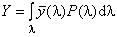 Y = ∫_λ ȳ(λ) P(λ) dλ